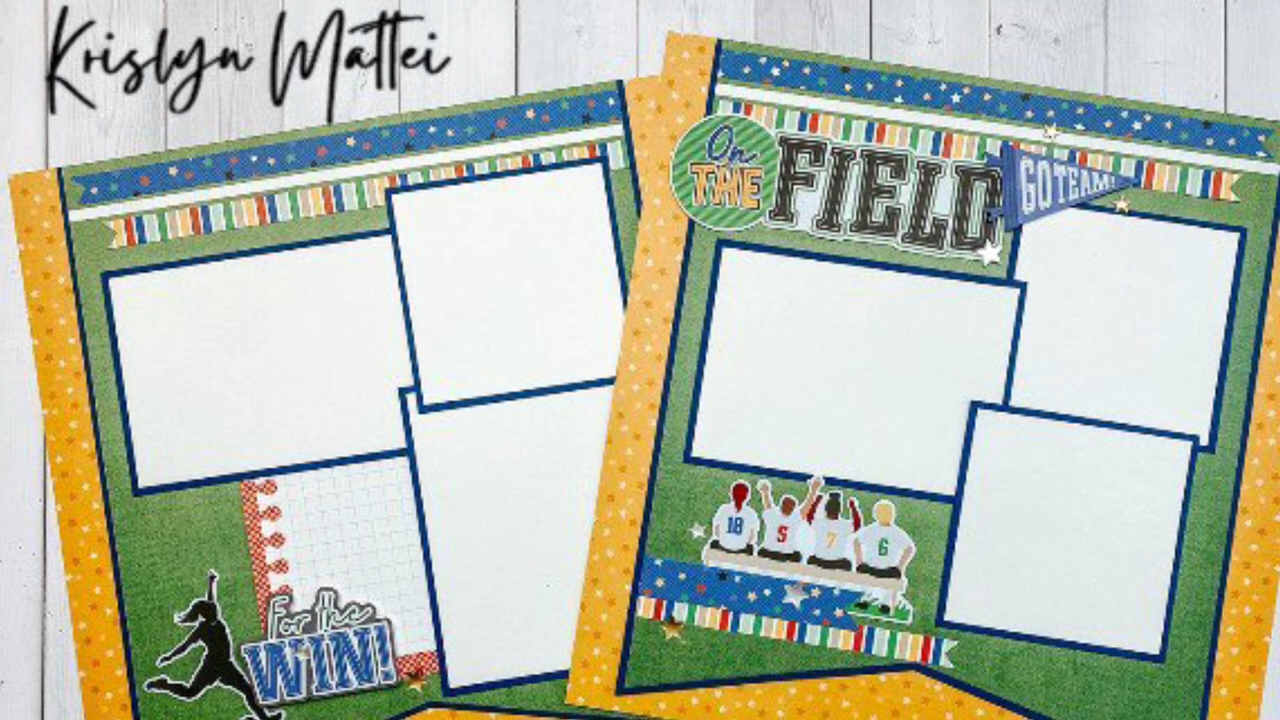 Krislyn Mattei
On
THE
FIELD
GO TEAM!
18 5 7 6
For the
WIN!